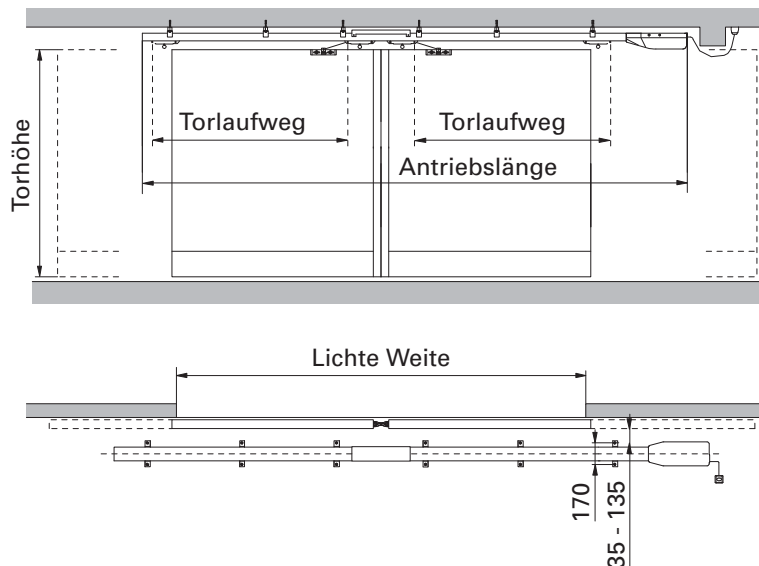 Torlaufweg
Torlaufweg
Antriebslänge
Torhöhe
Lichte Weite
170
35 - 135